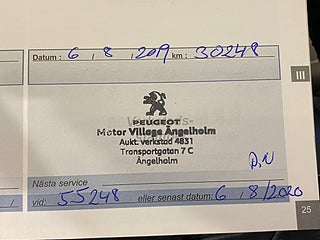 Datum : 6 / 8 / 2019 km : 30248
III
PEUGEOT
Motor Village Ängelholm
Aukt. verkstad 4831
Transportgatan 7 C
Ängelholm
D.N
Nästa service
vid: 55248 eller senast datum: 6 / 8 / 2020
25